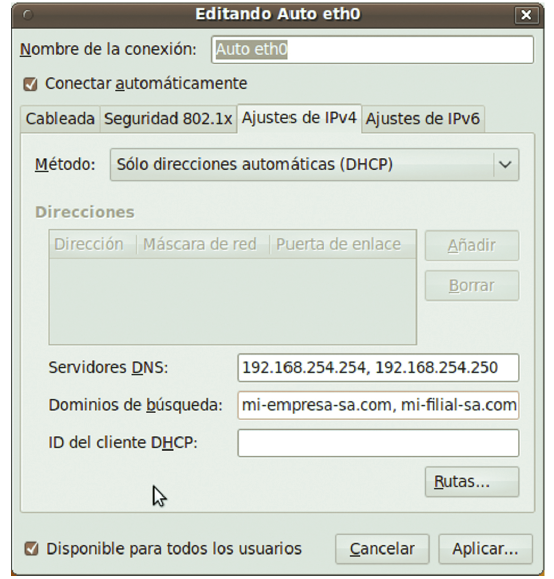 Editando Auto eth0
Nombre de la conexión: Auto eth0
Conectar automáticamente
Cableada Seguridad 802.1x Ajustes de IPv4 Ajustes de IPv6
Método: Sólo direcciones automáticas (DHCP)
Direcciones
Dirección Máscara de red Puerta de enlace Añadir
Borrar
Servidores DNS: 192.168.254.254, 192.168.254.250
Dominios de búsqueda: mi-empresa-sa.com, mi-filial-sa.com
ID del cliente DHCP:
Rutas...
Disponible para todos los usuarios Cancelar Aplicar...